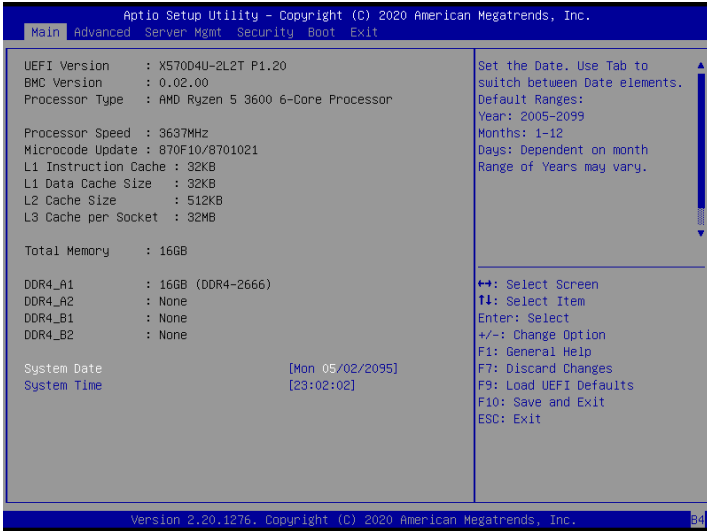 Aptio Setup Utility – Copyright (C) 2020 American Megatrends, Inc.
Main Advanced Server Mgmt Security Boot Exit
UEFI Version : X570D4U-2L2T P1.20
BMC Version : 0.02.00
Processor Type : AMD Ryzen 5 3600 6-Core Processor
Processor Speed : 3637MHz
Microcode Update : 870F10/8701021
L1 Instruction Cache : 32KB
L1 Data Cache Size : 32KB
L2 Cache Size : 512KB
L3 Cache per Socket : 32MB
Total Memory : 16GB
DDR4_A1 : 16GB (DDR4-2666)
DDR4_A2 : None
DDR4_B1 : None
DDR4_B2 : None
System Date [Mon 05/02/2095]
System Time [23:02:02]
Set the Date. Use Tab to
switch between Date elements.
Default Ranges:
Year: 2005-2099
Months: 1-12
Days: Dependent on month
Range of Years may vary.
↔: Select Screen
↑↓: Select Item
Enter: Select
+/-: Change Option
F1: General Help
F7: Discard Changes
F9: Load UEFI Defaults
F10: Save and Exit
ESC: Exit
Version 2.20.1276. Copyright (C) 2020 American Megatrends, Inc.
B4